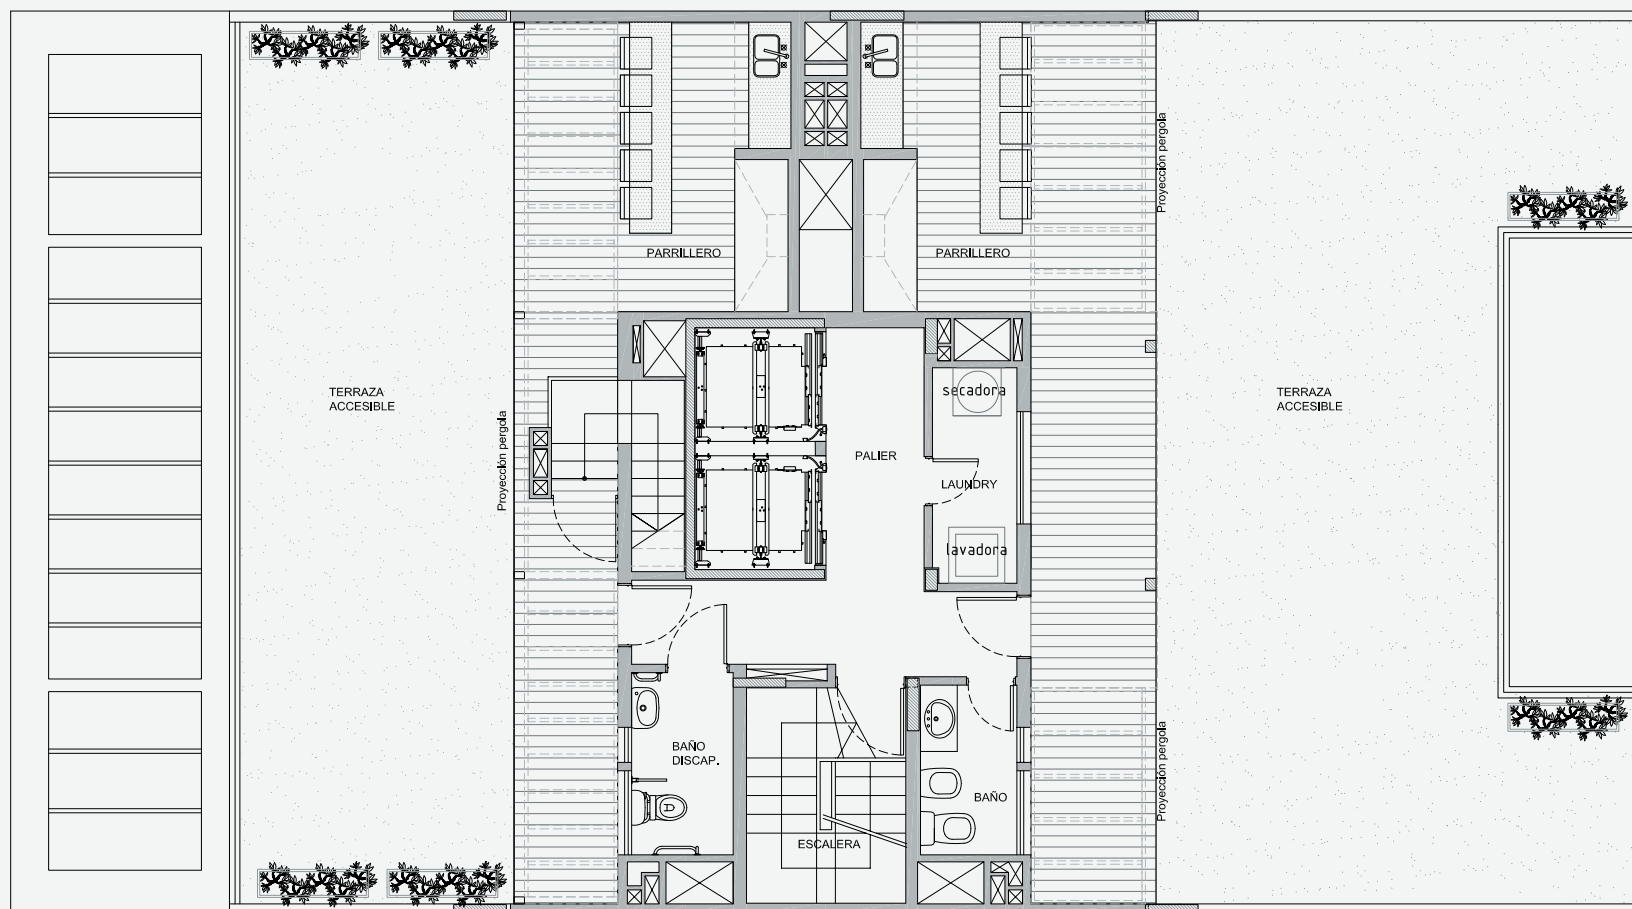 Proyección pergola
PARRILLERO
PARRILLERO
TERRAZA
ACCESIBLE
secadora
TERRAZA
ACCESIBLE
Proyección pergola
PALIER
LAUNDRY
lavadora
BAÑO
DISCAP.
Proyección pergola
BAÑO
ESCALERA